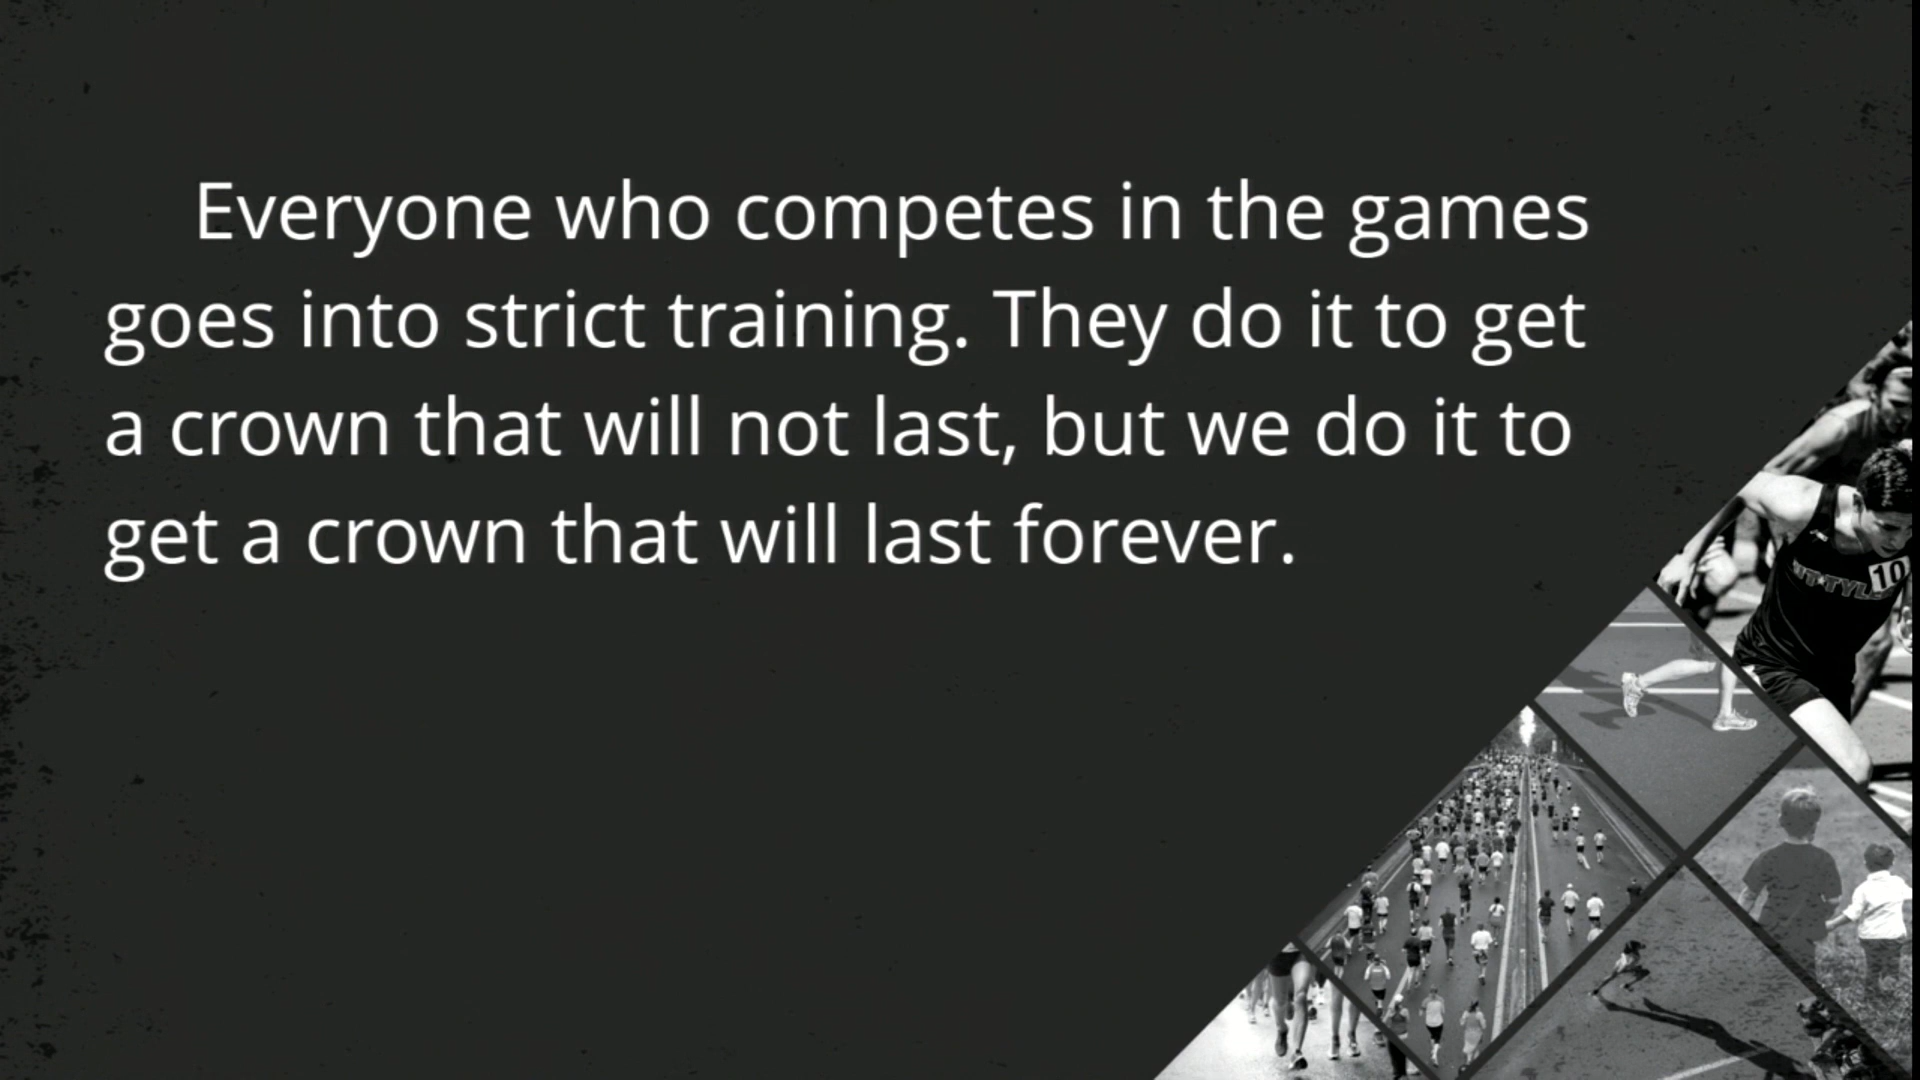 Everyone who competes in the games
goes into strict training. They do it to get
a crown that will not last, but we do it to
get a crown that will last forever.
10